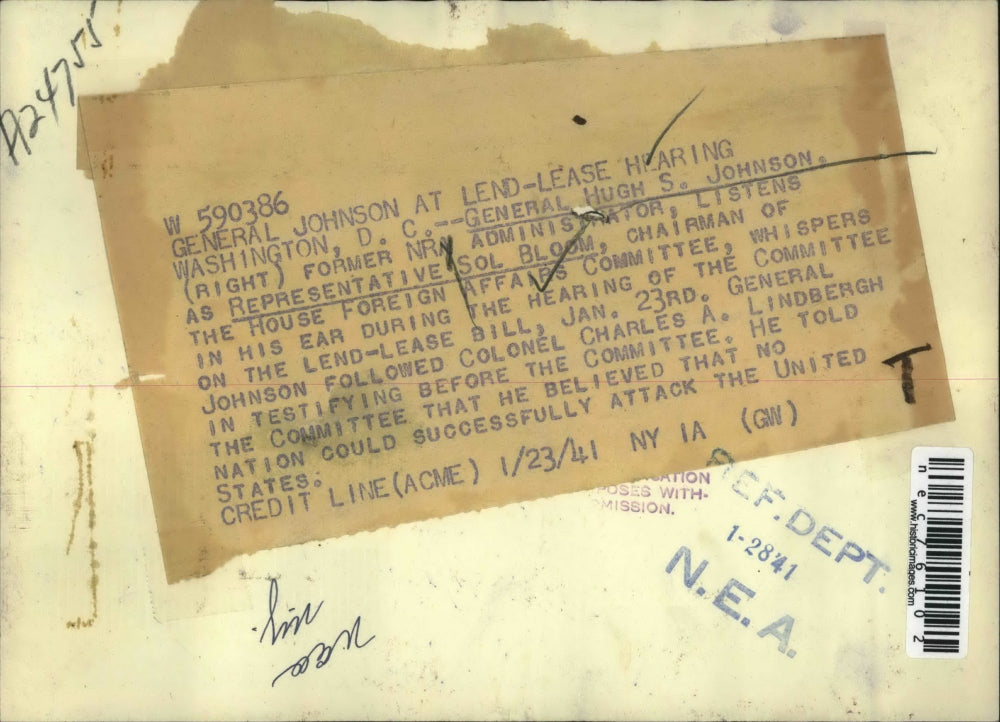 A24755
W 590386
GENERAL JOHNSON AT LEND-LEASE HEARING
WASHINGTON, D. C.--GENERAL HUGH S. JOHNSON,
(RIGHT) FORMER NRA ADMINISTRATOR, LISTENS
AS REPRESENTATIVE SOL BLOOM, CHAIRMAN OF
THE HOUSE FOREIGN AFFAIRS COMMITTEE, WHISPERS
IN HIS EAR DURING THE HEARING OF THE COMMITTEE
ON THE LEND-LEASE BILL, JAN. 23RD. GENERAL
JOHNSON FOLLOWED COLONEL CHARLES A. LINDBERGH
IN TESTIFYING BEFORE THE COMMITTEE. HE TOLD
THE COMMITTEE THAT HE BELIEVED THAT NO
NATION COULD SUCCESSFULLY ATTACK THE UNITED
STATES.
CREDIT LINE(ACME) 1/23/41 NY IA (GW)
CATION
POSES WITH-
MISSION.
REF. DEPT.
1-28 41
N.E.A.
nec76102
www.historicimages.com